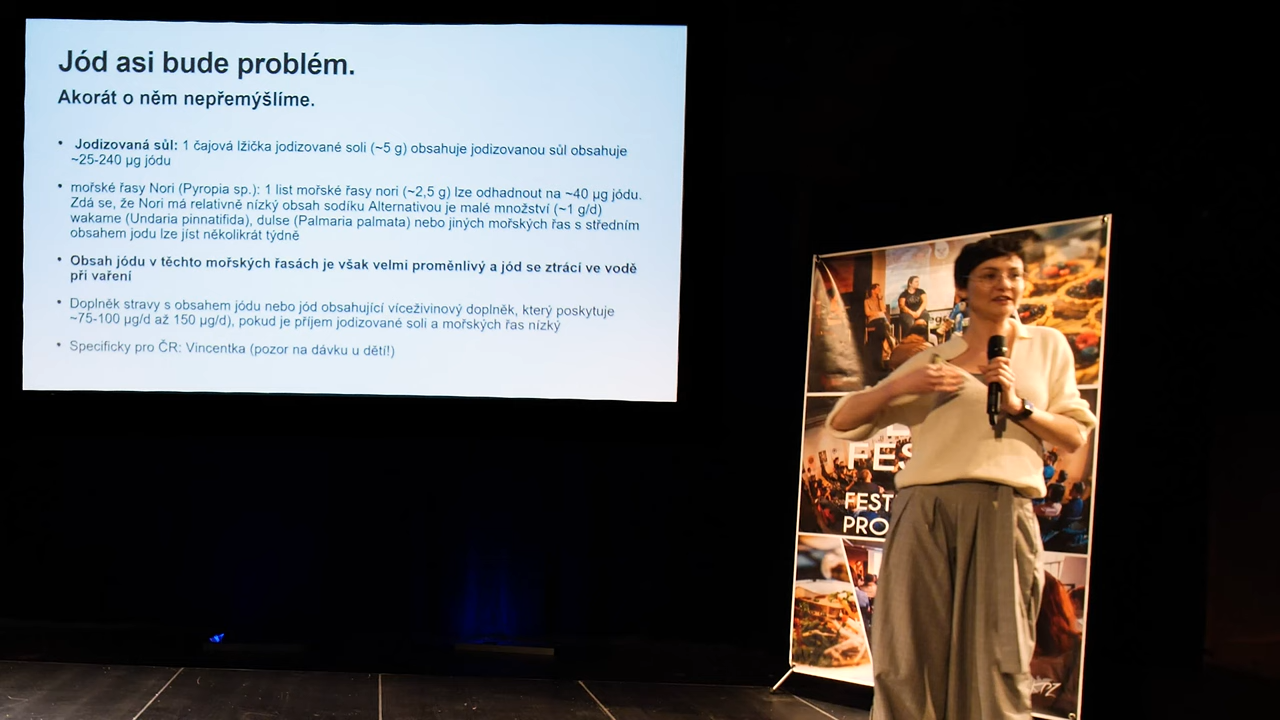 Jód asi bude problém.
Akorát o něm nepřemýšlíme.
• Jodizovaná sůl: 1 čajová lžička jodizované soli (~5 g) obsahuje jodizovanou sůl obsahuje
~25-240 µg jódu
• mořské řasy Nori (Pyropia sp.): 1 list mořské řasy nori (~2,5 g) lze odhadnout na ~40 µg jódu.
Zdá se, že Nori má relativně nízký obsah sodíku Alternativou je malé množství (~1 g/d)
wakame (Undaria pinnatifida), dulse (Palmaria palmata) nebo jiných mořských řas s středním
obsahem jodu lze jíst několikrát týdně
• Obsah jódu v těchto mořských řasách je však velmi proměnlivý a jód se ztrácí ve vodě
při vaření
• Doplněk stravy s obsahem jódu nebo jód obsahující víceživinový doplněk, který poskytuje
~75-100 µg/d až 150 µg/d), pokud je příjem jodizované soli a mořských řas nízký
• Specificky pro ČR: Vincentka (pozor na dávku u dětí!)
FES
FEST
PRO